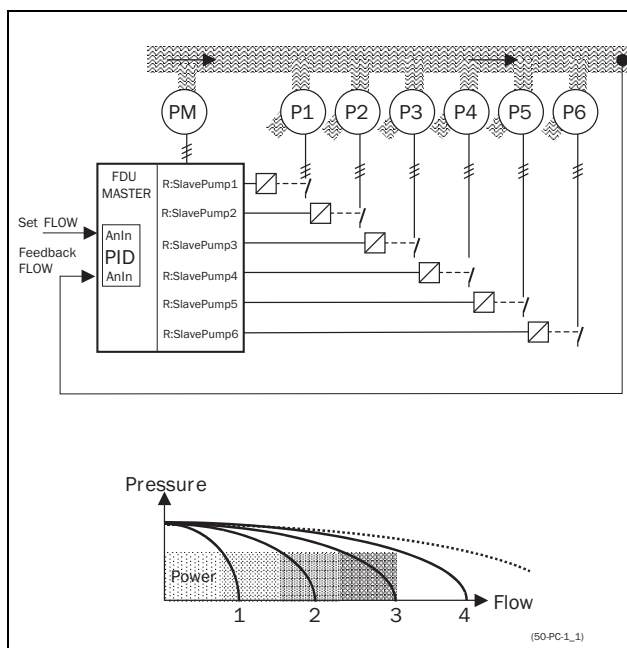 PM P1 P2 P3 P4 P5 P6
FDU
MASTER
R:SlavePump1
R:SlavePump2
R:SlavePump3
R:SlavePump4
R:SlavePump5
R:SlavePump6
Set FLOW
Feedback
FLOW
AnIn
PID
AnIn
Pressure
Power
1 2 3 4 Flow
(50-PC-1_1)